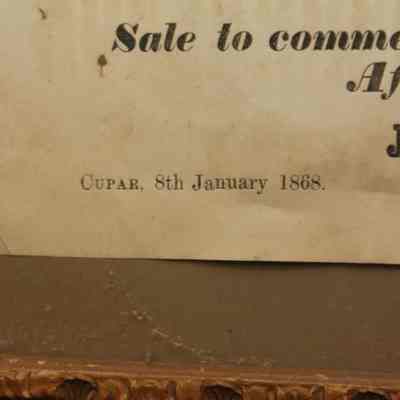 Sale to comme
Af
CUPAR, 8th January 1868.